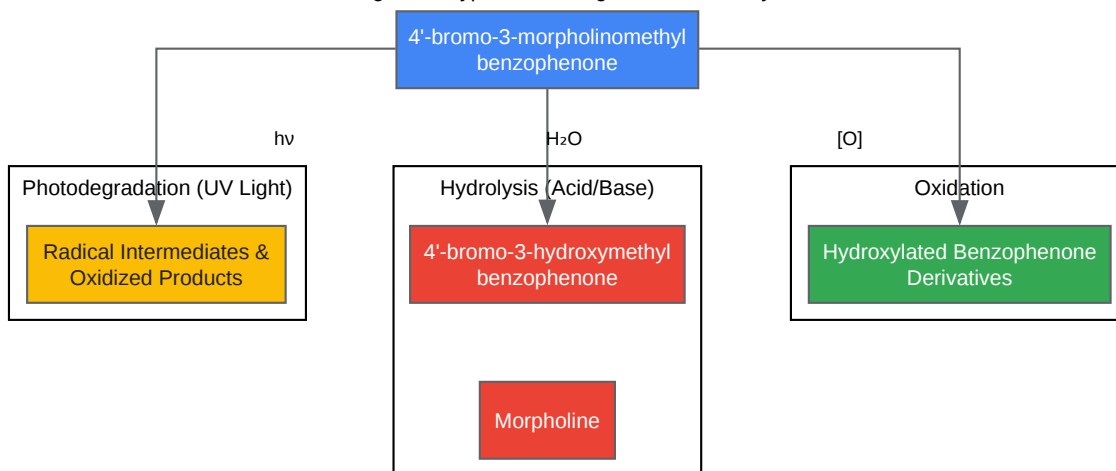 4'-bromo-3-morpholinomethyl
benzophenone
hν
H₂O
[O]
Photodegradation (UV Light)
Hydrolysis (Acid/Base)
Oxidation
Radical Intermediates &
Oxidized Products
4'-bromo-3-hydroxymethyl
benzophenone
Hydroxylated Benzophenone
Derivatives
Morpholine